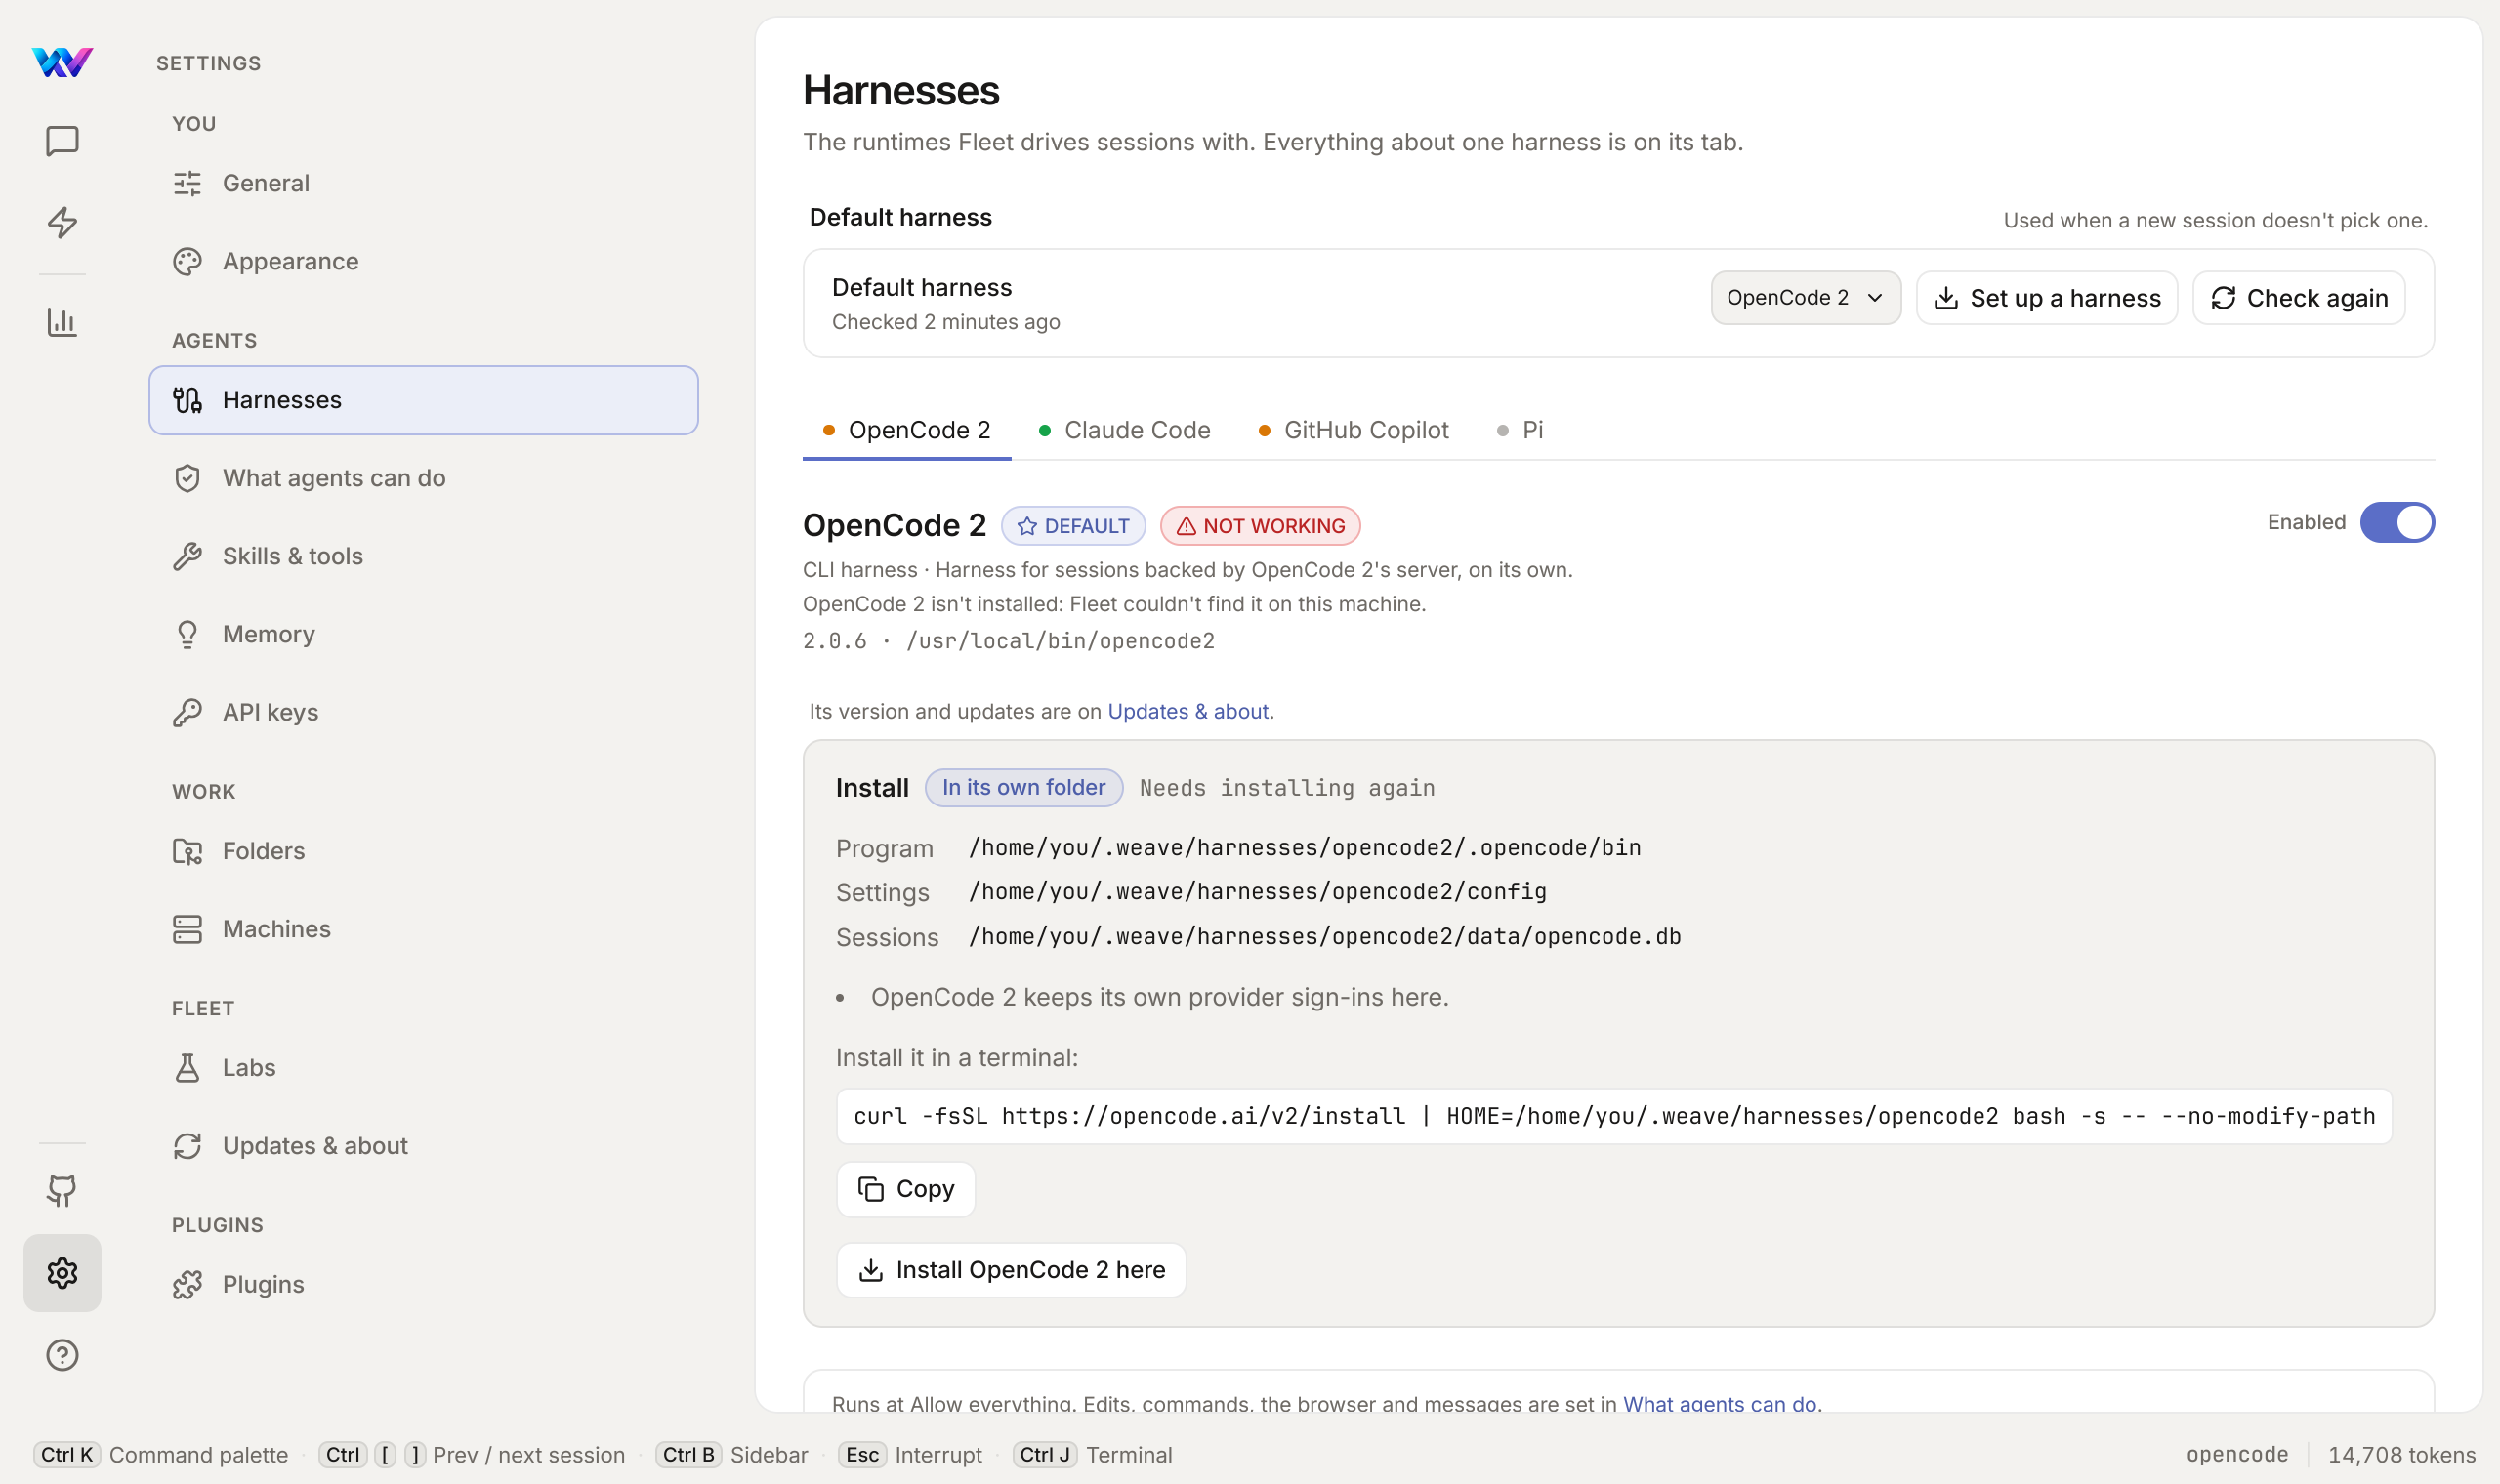 SETTINGS
YOU
General
Appearance
AGENTS
Harnesses
What agents can do
Skills & tools
Memory
API keys
WORK
Folders
Machines
FLEET
Labs
Updates & about
PLUGINS
Plugins
Harnesses
The runtimes Fleet drives sessions with. Everything about one harness is on its tab.
Default harness
Used when a new session doesn't pick one.
Default harness
Checked 2 minutes ago
OpenCode 2
Set up a harness
Check again
OpenCode 2
Claude Code
GitHub Copilot
Pi
OpenCode 2
DEFAULT
NOT WORKING
Enabled
CLI harness · Harness for sessions backed by OpenCode 2's server, on its own.
OpenCode 2 isn't installed: Fleet couldn't find it on this machine.
2.0.6 · /usr/local/bin/opencode2
Its version and updates are on Updates & about.
Install In its own folder Needs installing again
Program /home/you/.weave/harnesses/opencode2/.opencode/bin
Settings /home/you/.weave/harnesses/opencode2/config
Sessions /home/you/.weave/harnesses/opencode2/data/opencode.db
• OpenCode 2 keeps its own provider sign-ins here.
Install it in a terminal:
curl -fsSL https://opencode.ai/v2/install | HOME=/home/you/.weave/harnesses/opencode2 bash -s -- --no-modify-path
Copy
Install OpenCode 2 here
Runs at Allow everything. Edits, commands, the browser and messages are set in What agents can do.
Ctrl K Command palette · Ctrl [ ] Prev / next session · Ctrl B Sidebar · Esc Interrupt · Ctrl J Terminal
opencode
14,708 tokens